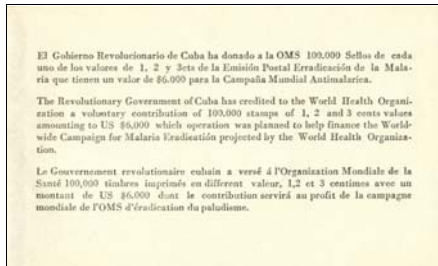 El Gobierno Revolucionario de Cuba ha donado a la OMS 100.000 Sellos de cada
uno de los valores de 1, 2 y 3cts de la Emisión Postal Erradicación de la Mala-
ria que tienen un valor de $6.000 para la Campaña Mundial Antimalarica.
The Revolutionary Government of Cuba has credited to the World Health Organi-
zation a voluntary contribution of 100.000 stamps of 1, 2 and 3 cents values
amounting to US $6,000 which operation was planned to help finance the World-
wide Campaign for Malaria Eradication projected by the World Health Organiza-
tion.
Le Gouvernement revolutionaire cubain a versé á l'Organization Mondiale de la
Santé 100,000 timbres imprimés en different valeur, 1,2 et 3 centimes avec un
montant de US $6,000 dont le contribution servirá au profit de la campagne
mondiale de l'OMS d'éradication du paludisme.